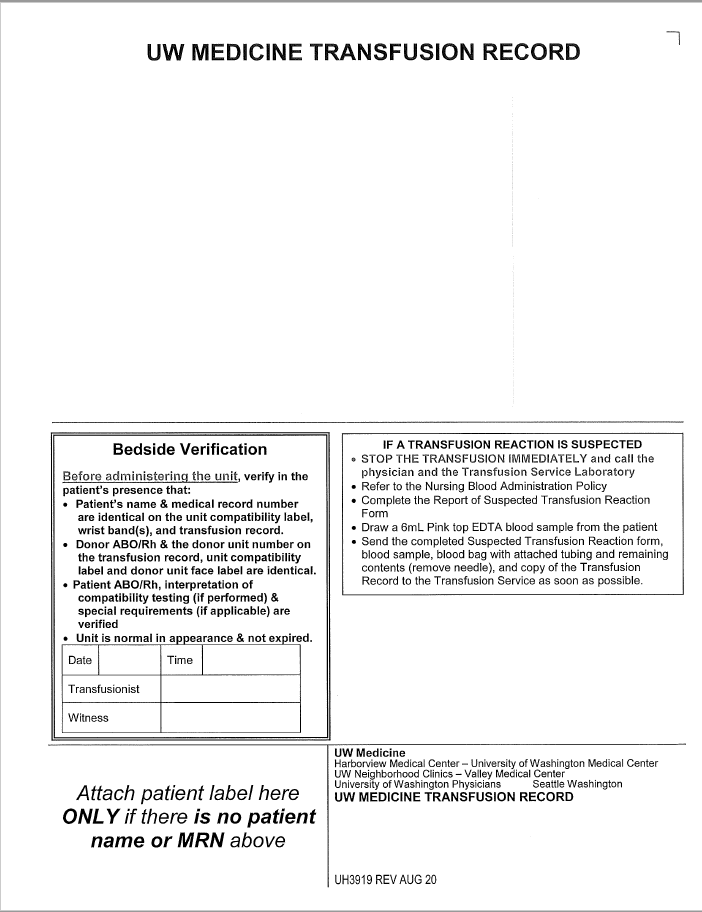 UW MEDICINE TRANSFUSION RECORD
Bedside Verification
Before administering the unit, verify in the
patient's presence that:
• Patient's name & medical record number
are identical on the unit compatibility label,
wrist band(s), and transfusion record.
• Donor ABO/Rh & the donor unit number on
the transfusion record, unit compatibility
label and donor unit face label are identical.
• Patient ABO/Rh, interpretation of
compatibility testing (if performed) &
special requirements (if applicable) are
verified
• Unit is normal in appearance & not expired.
Date Time
Transfusionist
Witness
IF A TRANSFUSION REACTION IS SUSPECTED
• STOP THE TRANSFUSION IMMEDIATELY and call the
physician and the Transfusion Service Laboratory
• Refer to the Nursing Blood Administration Policy
• Complete the Report of Suspected Transfusion Reaction
Form
• Draw a 6mL Pink top EDTA blood sample from the patient
• Send the completed Suspected Transfusion Reaction form,
blood sample, blood bag with attached tubing and remaining
contents (remove needle), and copy of the Transfusion
Record to the Transfusion Service as soon as possible.
Attach patient label here
ONLY if there is no patient
name or MRN above
UW Medicine
Harborview Medical Center – University of Washington Medical Center
UW Neighborhood Clinics – Valley Medical Center
University of Washington Physicians Seattle Washington
UW MEDICINE TRANSFUSION RECORD
UH3919 REV AUG 20